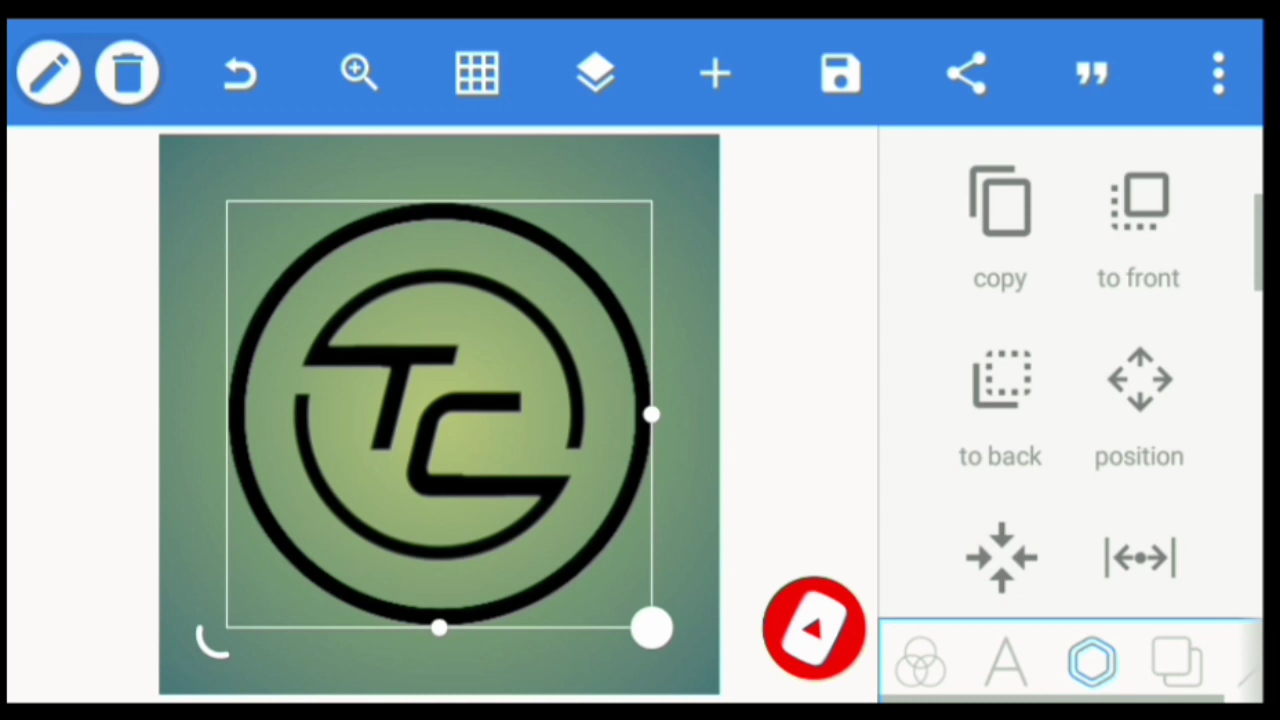 TC
copy
to front
to back
position